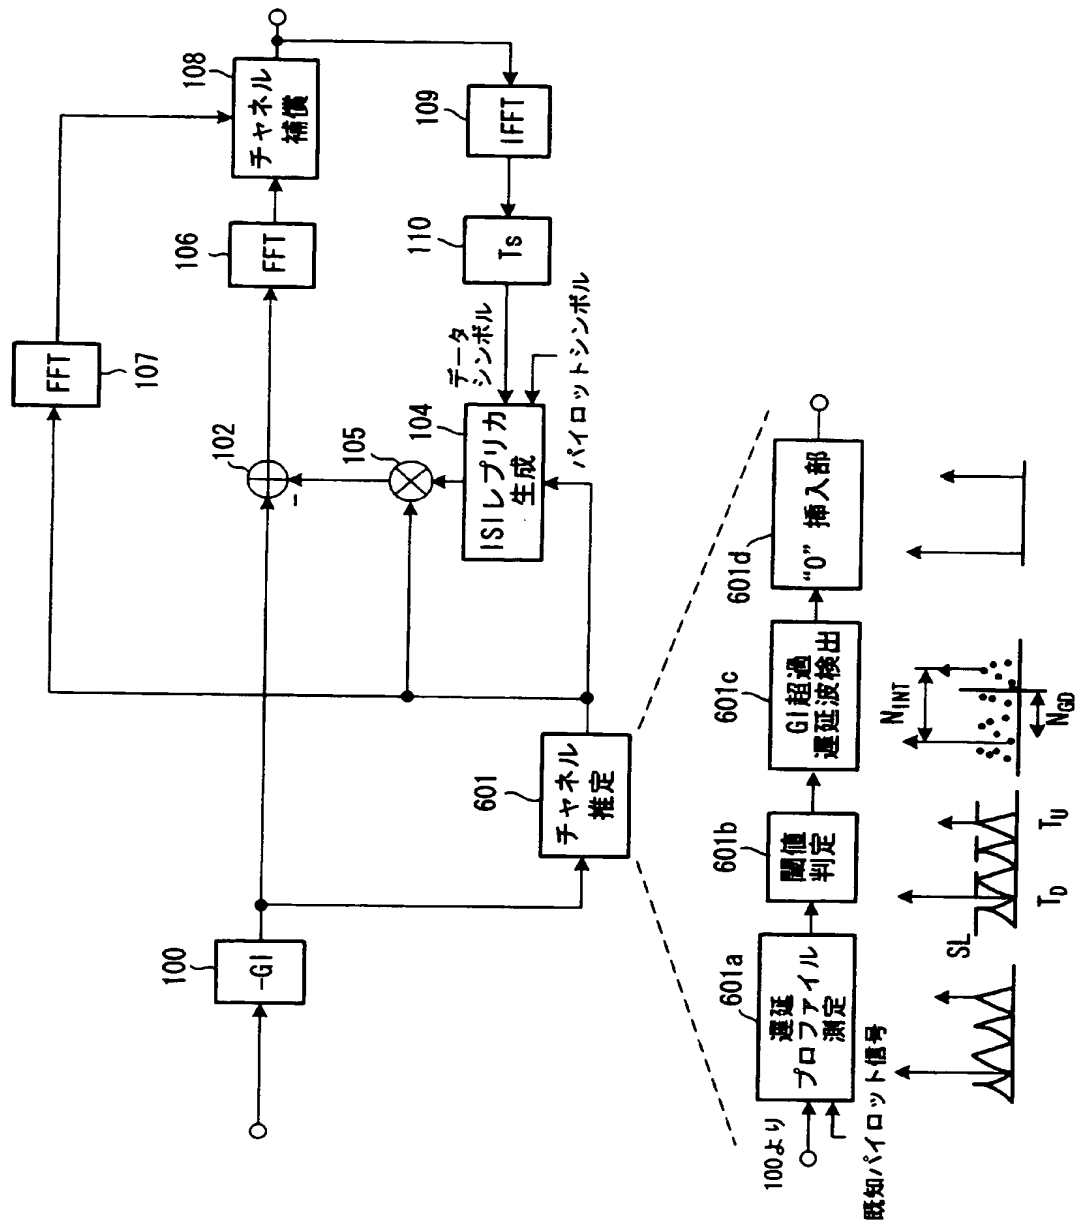 FFT
107
チャネル
補償
108
FFT
106
102
-
105
IFFT
109
Ts
110
データ
シンボル
パイロットシンボル
ISIレプリカ
生成
104
-GI
100
チャネル
推定
601
100より
既知パイロット信号
遅延
プロファイル
測定
601a
閾値
判定
601b
GI超過
遅延波検出
601c
“0” 挿入部
601d
SL
TD
TU
NINT
NGD